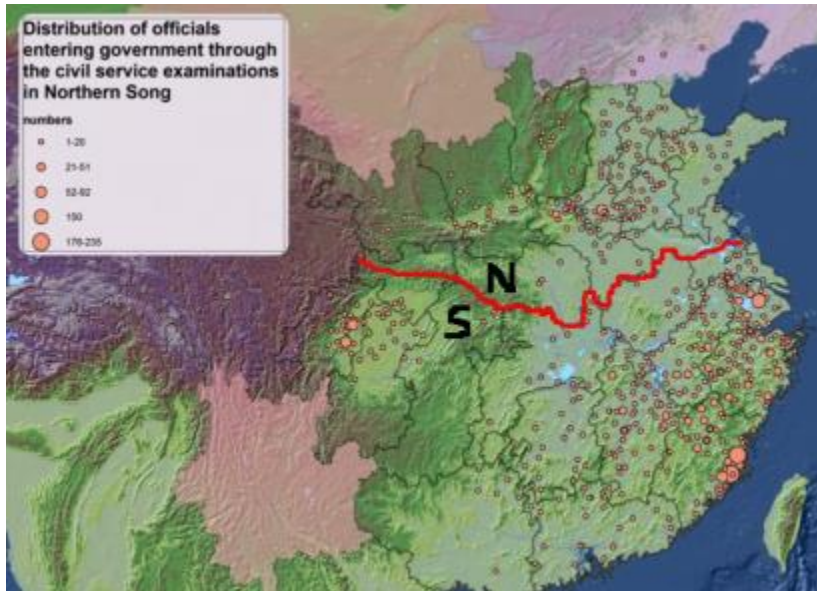 Distribution of officials
entering government through
the civil service examinations
in Northern Song
numbers
1-20
21-51
52-92
150
176-235
N
S